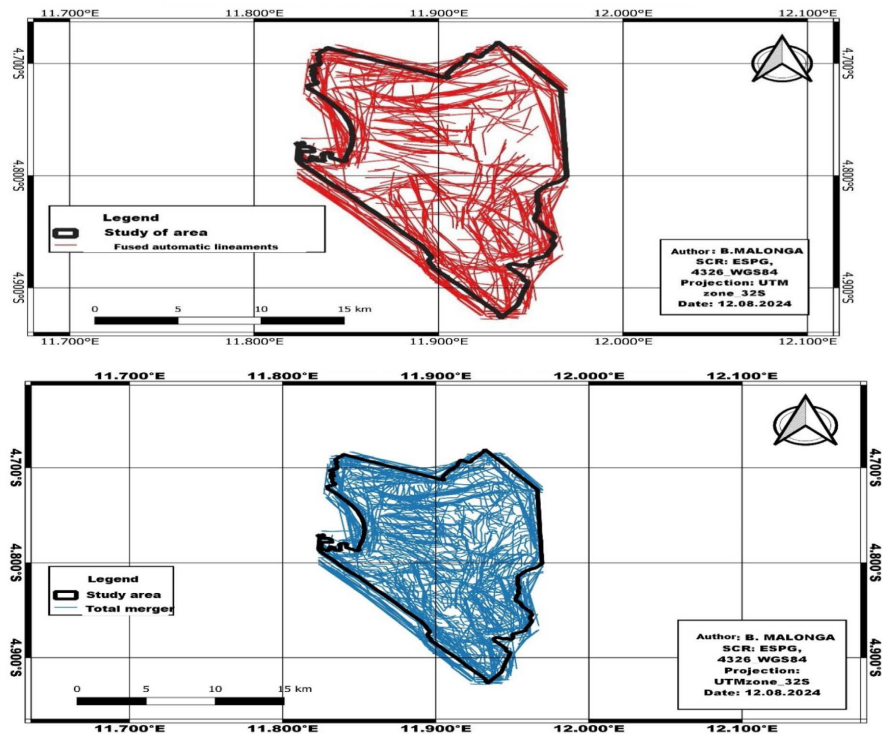 11.700°E 11.800°E 11.900°E 12.000°E 12.100°E
4.700°S 4.700°S
4.800°S 4.800°S
4.900°S 4.900°S
Legend
Study of area
Fused automatic lineaments
0 5 10 15 km
Author: B.MALONGA
SCR: ESPG,
4326_WGS84
Projection: UTM
zone_32S
Date: 12.08.2024
11.700°E 11.800°E 11.900°E 12.000°E 12.100°E
11.700°E 11.800°E 11.900°E 12.000°E 12.100°E
4.700°S 4.700°S
4.800°S 4.800°S
4.900°S 4.900°S
Legend
Study area
Total merger
0 5 10 15 km
Author: B. MALONGA
SCR: ESPG,
4326_WGS84
Projection:
UTMzone_32S
Date: 12.08.2024
11.700°E 11.800°E 11.900°E 12.000°E 12.100°E